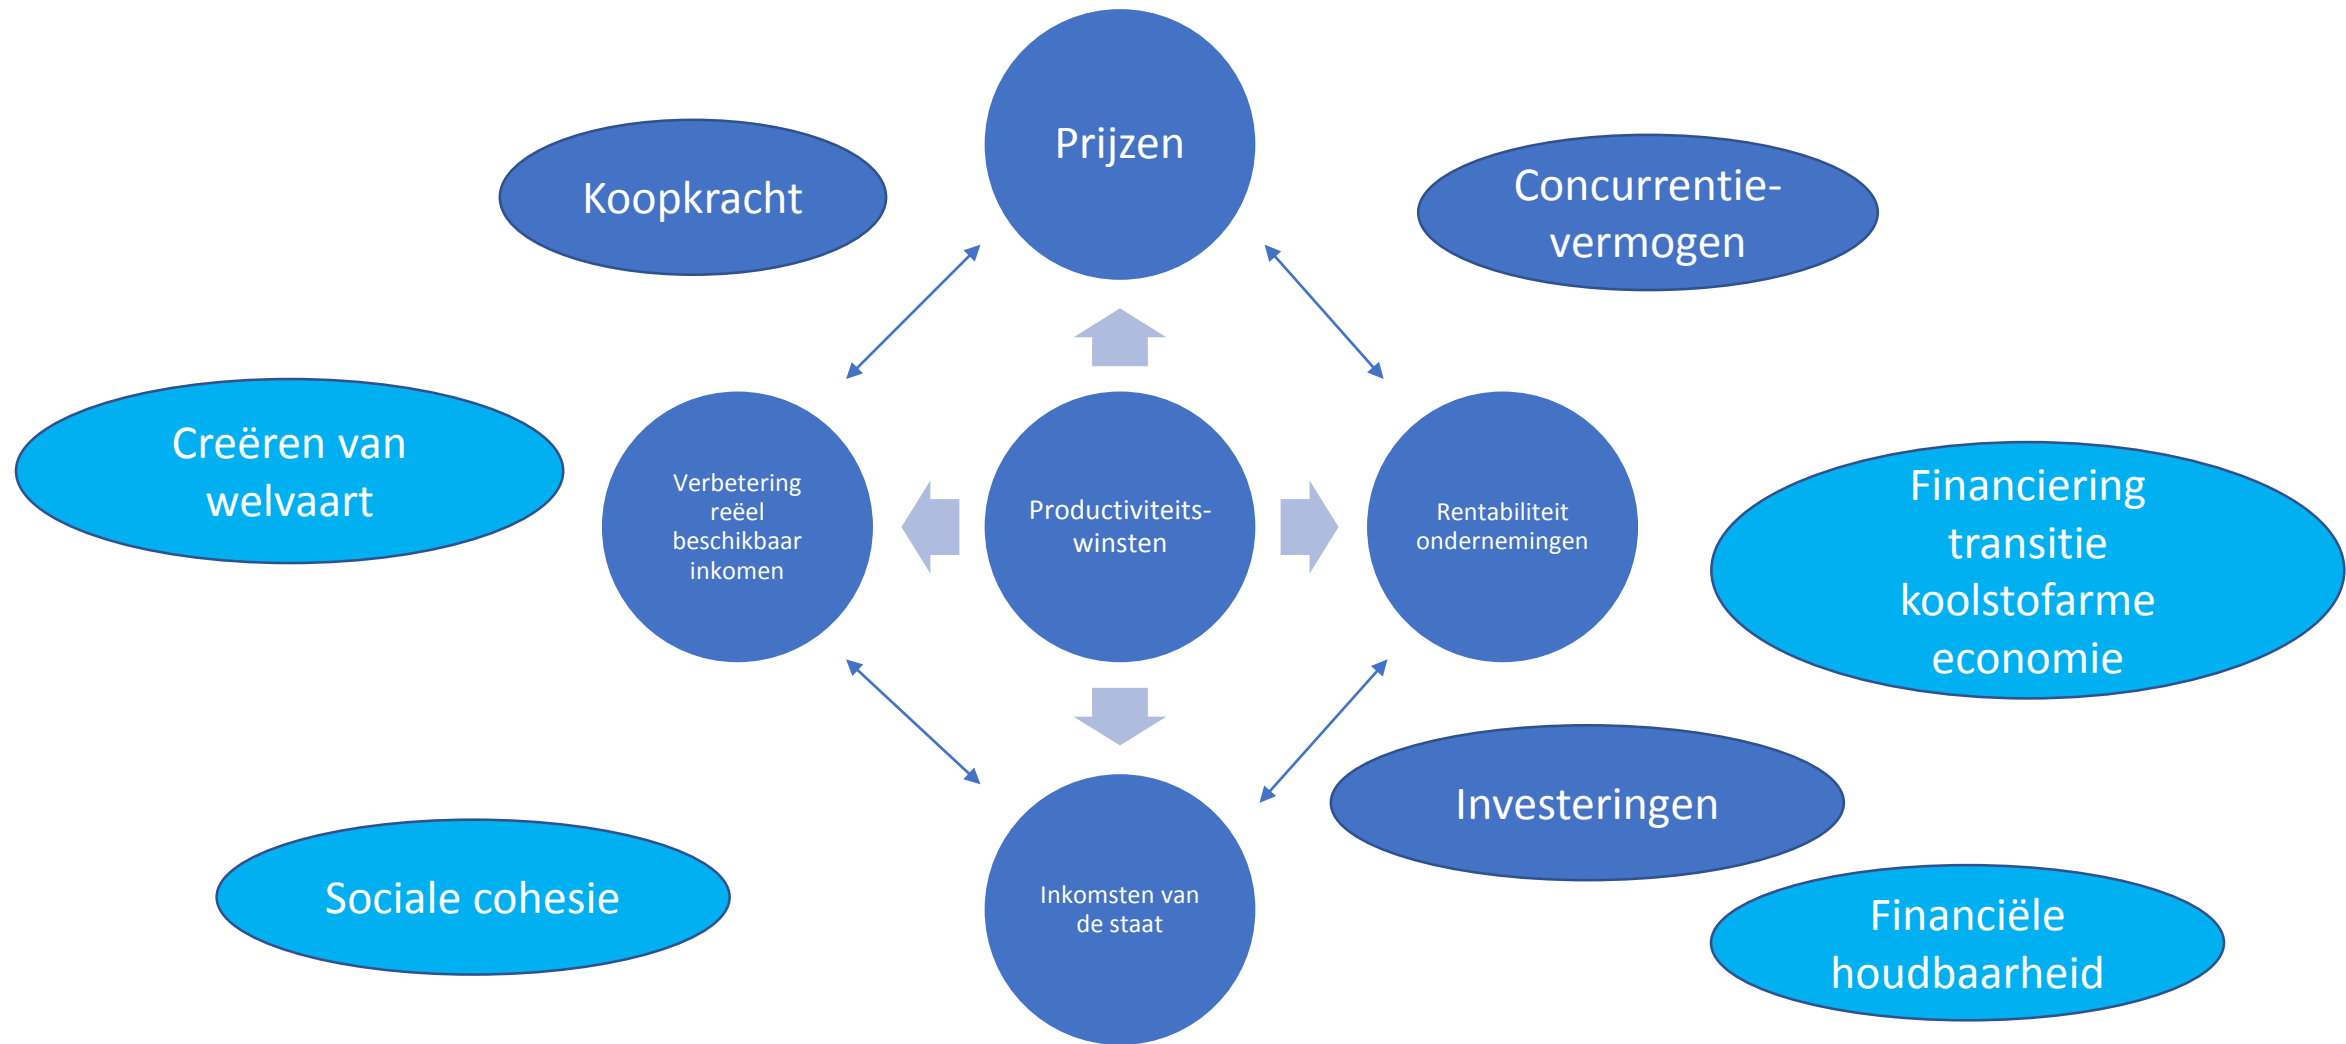 Prijzen
Koopkracht
Concurrentie-
vermogen
Creëren van
welvaart
Verbetering
reëel
beschikbaar
inkomen
Productiviteits-
winsten
Rentabiliteit
ondernemingen
Financiering
transitie
koolstofarme
economie
Investeringen
Sociale cohesie
Inkomsten van
de staat
Financiële
houdbaarheid